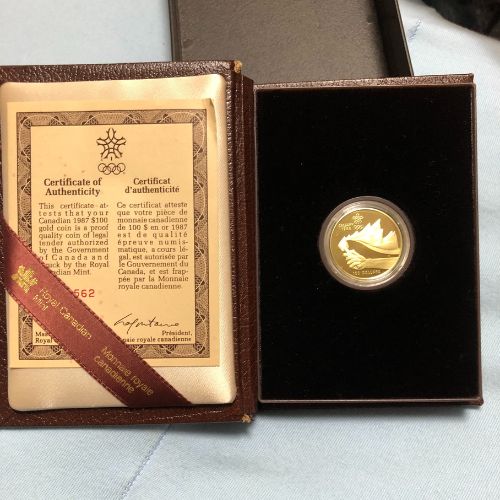 Certificate of
Authenticity
This certificate at-
tests that your
Canadian 1987 $100
gold coin is a proof
quality coin of legal
tender authorized
by the Government
of Canada and
struck by the Royal
Canadian Mint.
562
Royal
Certificat
d'authenticité
Ce certificat atteste
que votre pièce de
monnaie canadienne
de 100 $ en or 1987
est de qualité
épreuve numis-
matique, a cours lé-
gal, est autorisée par
le Gouvernement du
Canada, et est frap-
pée par la Monnaie
royale canadienne.
Président,
royale canadienne
Royal Canadian
Mint
Monnaie royale
canadienne
100 DOLLARS